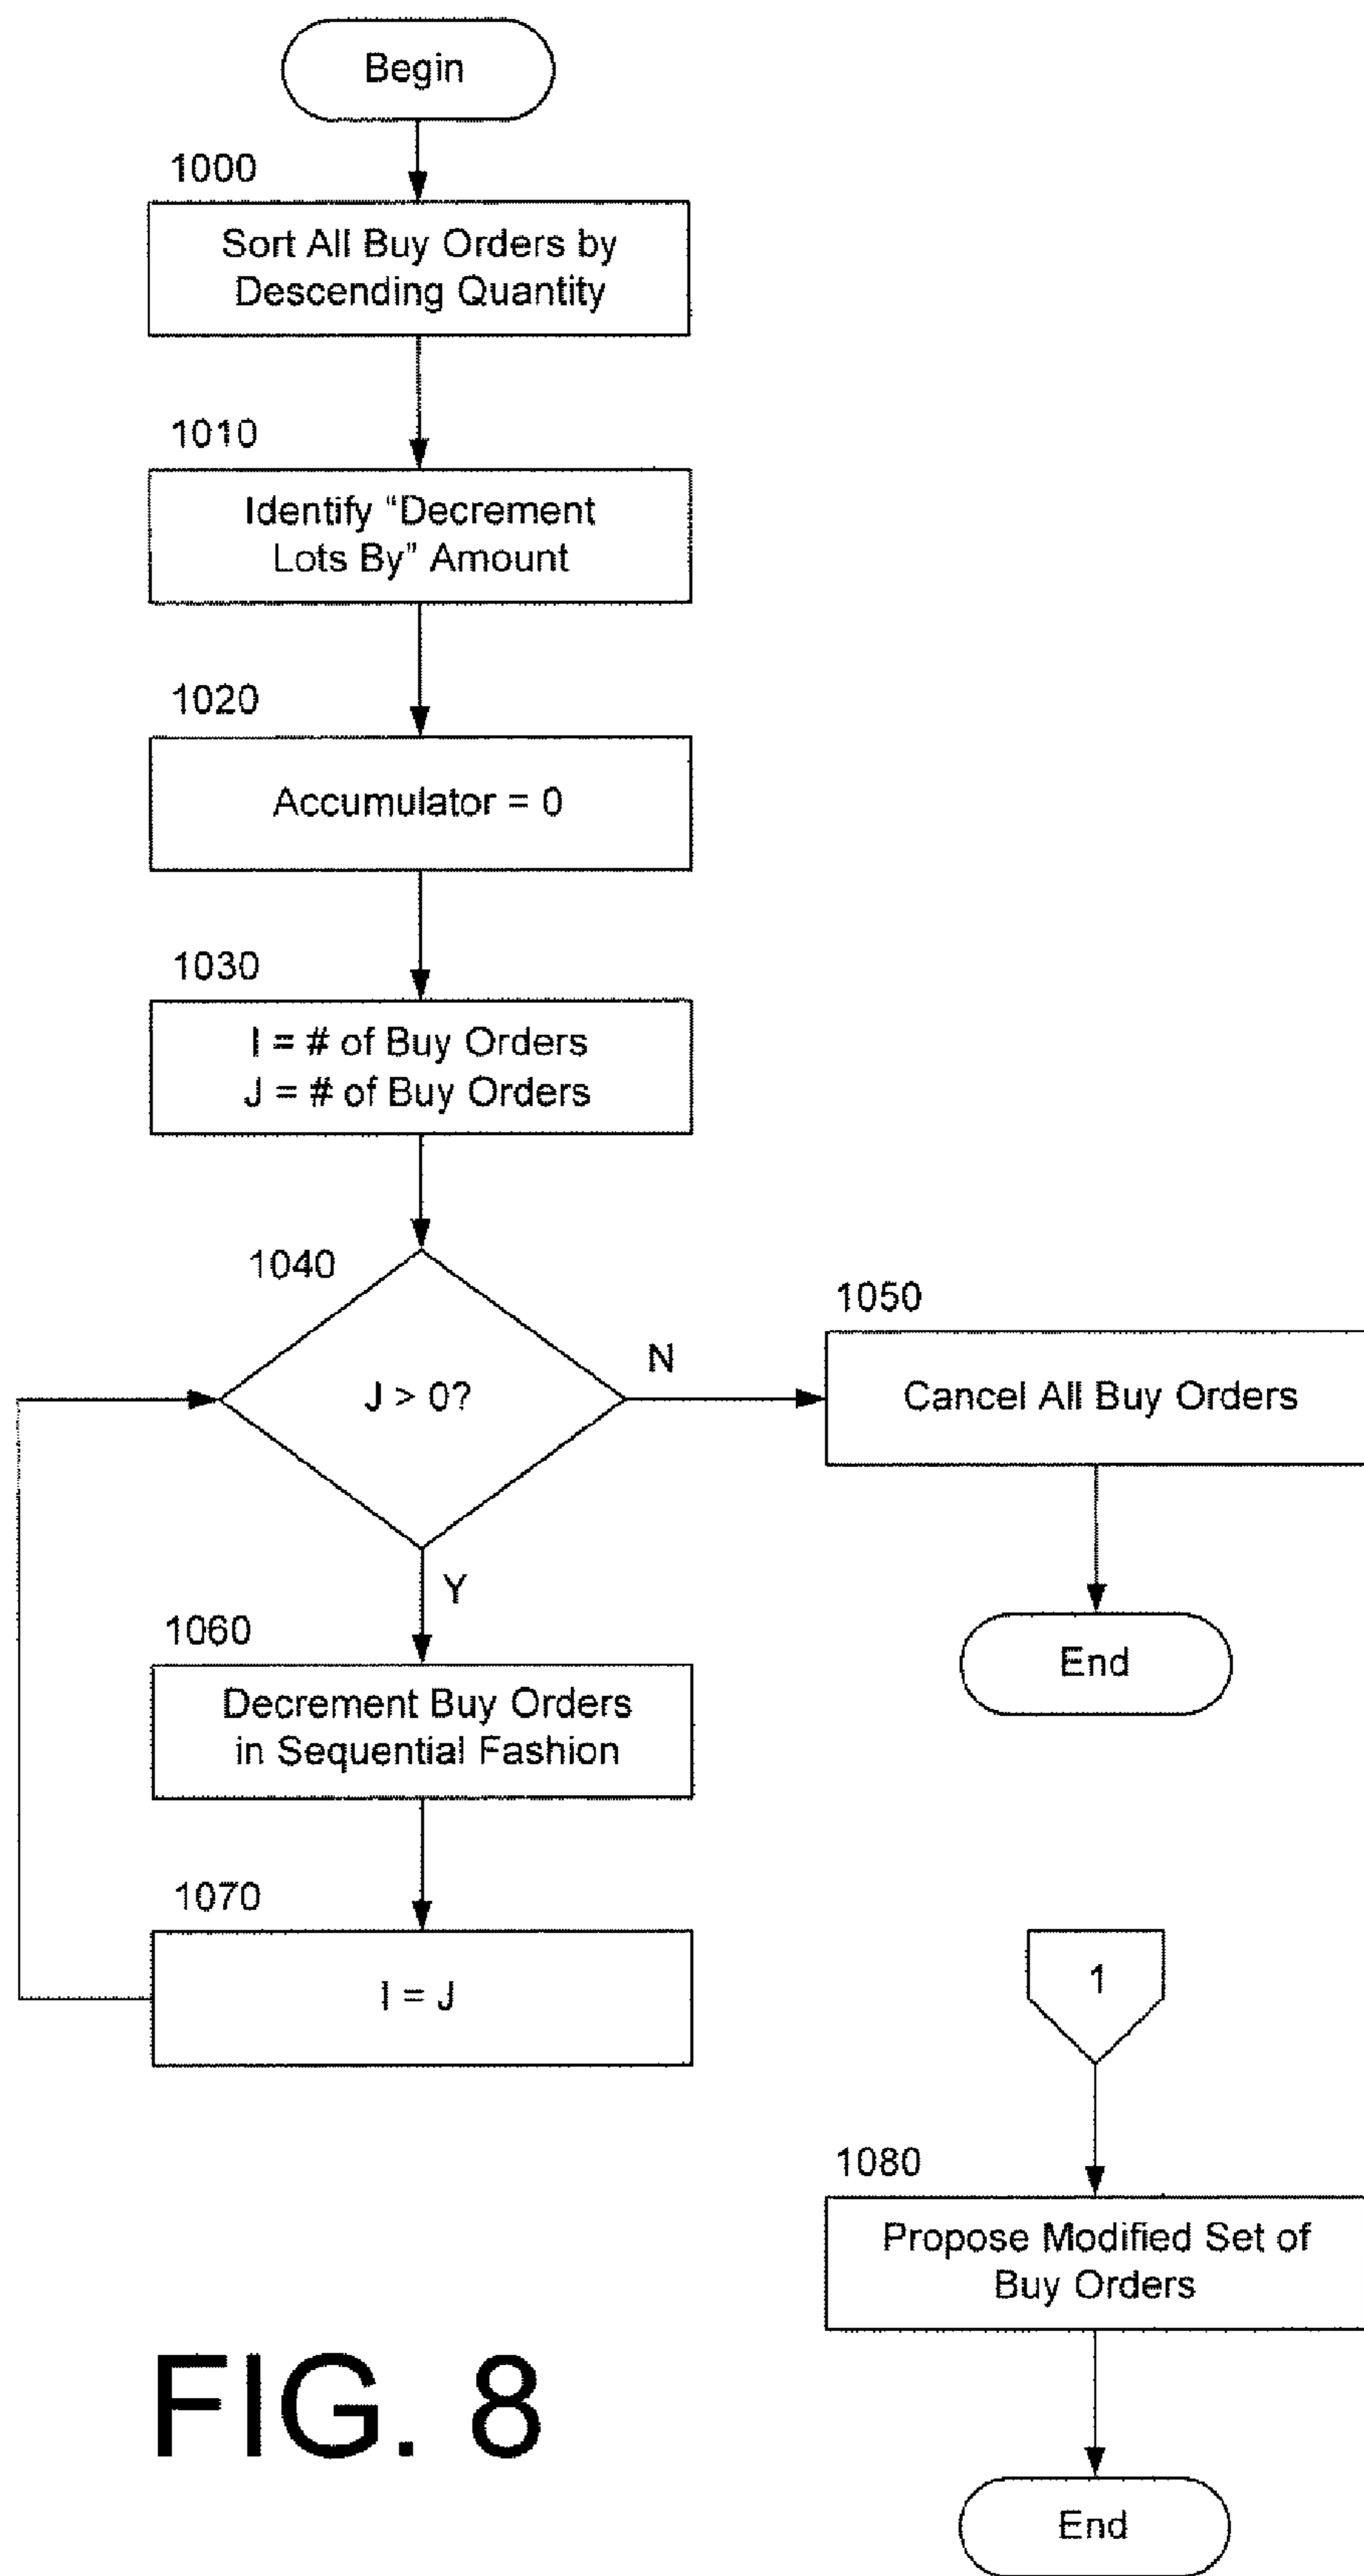 Begin
1000
Sort All Buy Orders by
Descending Quantity
1010
Identify “Decrement
Lots By” Amount
1020
Accumulator = 0
1030
I = # of Buy Orders
J = # of Buy Orders
1040
J > 0?
N
1050
Cancel All Buy Orders
End
Y
1060
Decrement Buy Orders
in Sequential Fashion
1070
I = J
1
1080
Propose Modified Set of
Buy Orders
End
FIG. 8